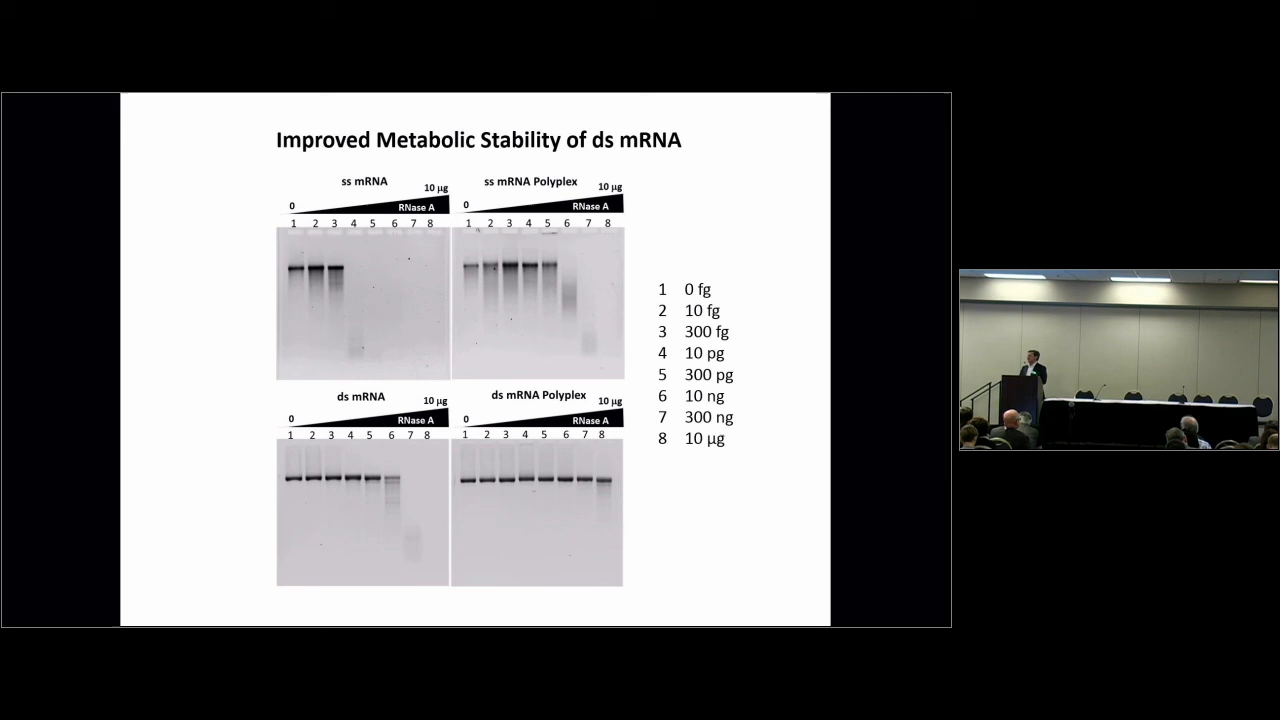 Improved Metabolic Stability of ds mRNA
ss mRNA
0
10 µg
RNase A
1 2 3 4 5 6 7 8
ss mRNA Polyplex
0
10 µg
RNase A
1 2 3 4 5 6 7 8
ds mRNA
0
10 µg
RNase A
1 2 3 4 5 6 7 8
ds mRNA Polyplex
0
10 µg
RNase A
1 2 3 4 5 6 7 8
1 0 fg
2 10 fg
3 300 fg
4 10 pg
5 300 pg
6 10 ng
7 300 ng
8 10 µg